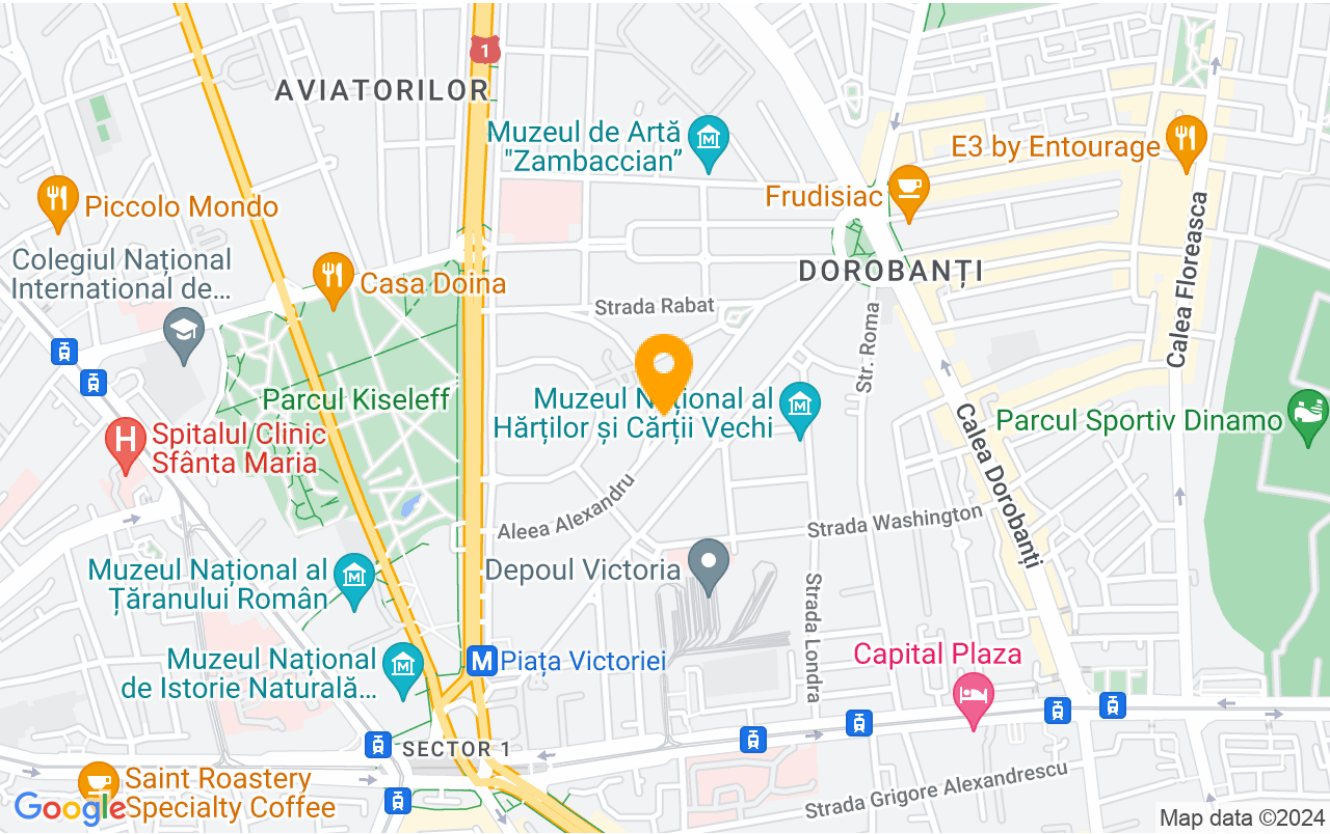 1
AVIATORILOR
Muzeul de Artă
"Zambaccian”
E3 by Entourage
Piccolo Mondo
Frudisiac
Colegiul Național
International de...
Casa Doina
DOROBANȚI
Calea Floreasca
Strada Rabat
Str. Roma
Parcul Kiseleff
Muzeul Național al
Hărților și Cărții Vechi
Parcul Sportiv Dinamo
H
Spitalul Clinic
Sfânta Maria
Calea Dorobanți
Aleea Alexandru
Strada Washington
Muzeul Național al
Țăranului Român
Depoul Victoria
Strada Londra
Muzeul Național
de Istorie Naturală...
M
Piața Victoriei
Capital Plaza
SECTOR 1
Saint Roastery
Specialty Coffee
Google
Strada Grigore Alexandrescu
Map data ©2024